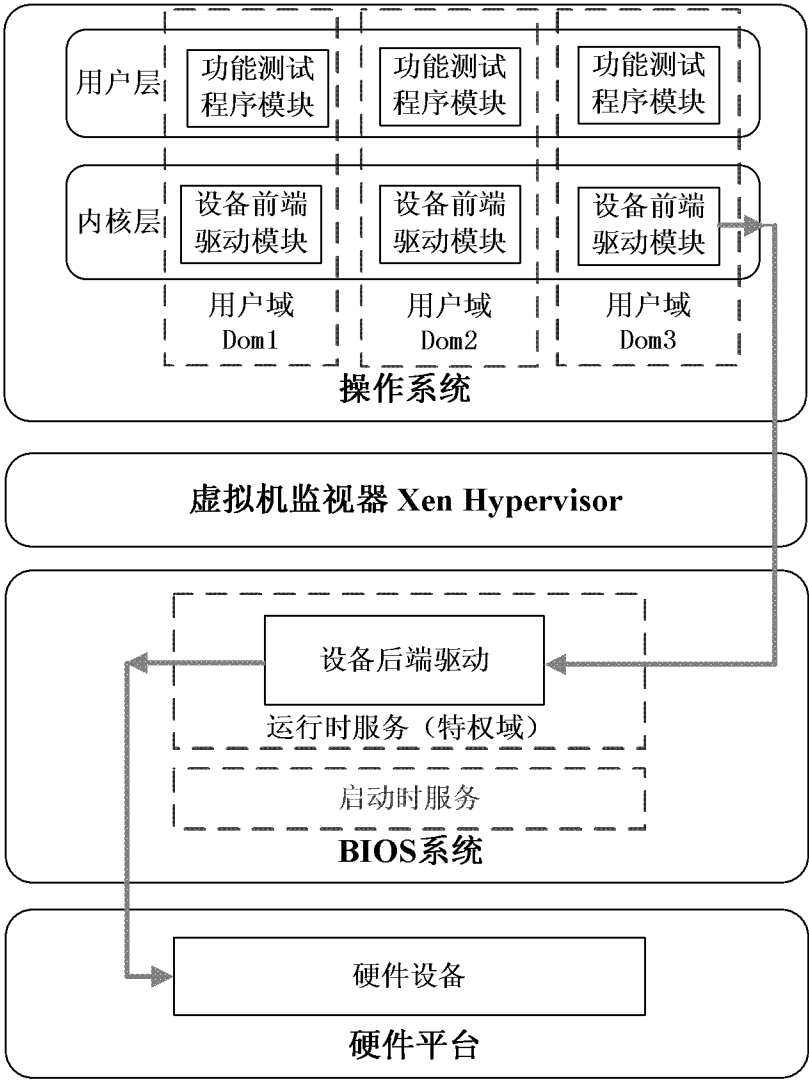 用户层
功能测试
程序模块
功能测试
程序模块
功能测试
程序模块
内核层
设备前端
驱动模块
设备前端
驱动模块
设备前端
驱动模块
用户域
Dom1
用户域
Dom2
用户域
Dom3
操作系统
虚拟机监视器 Xen Hypervisor
设备后端驱动
运行时服务（特权域）
启动时服务
BIOS系统
硬件设备
硬件平台